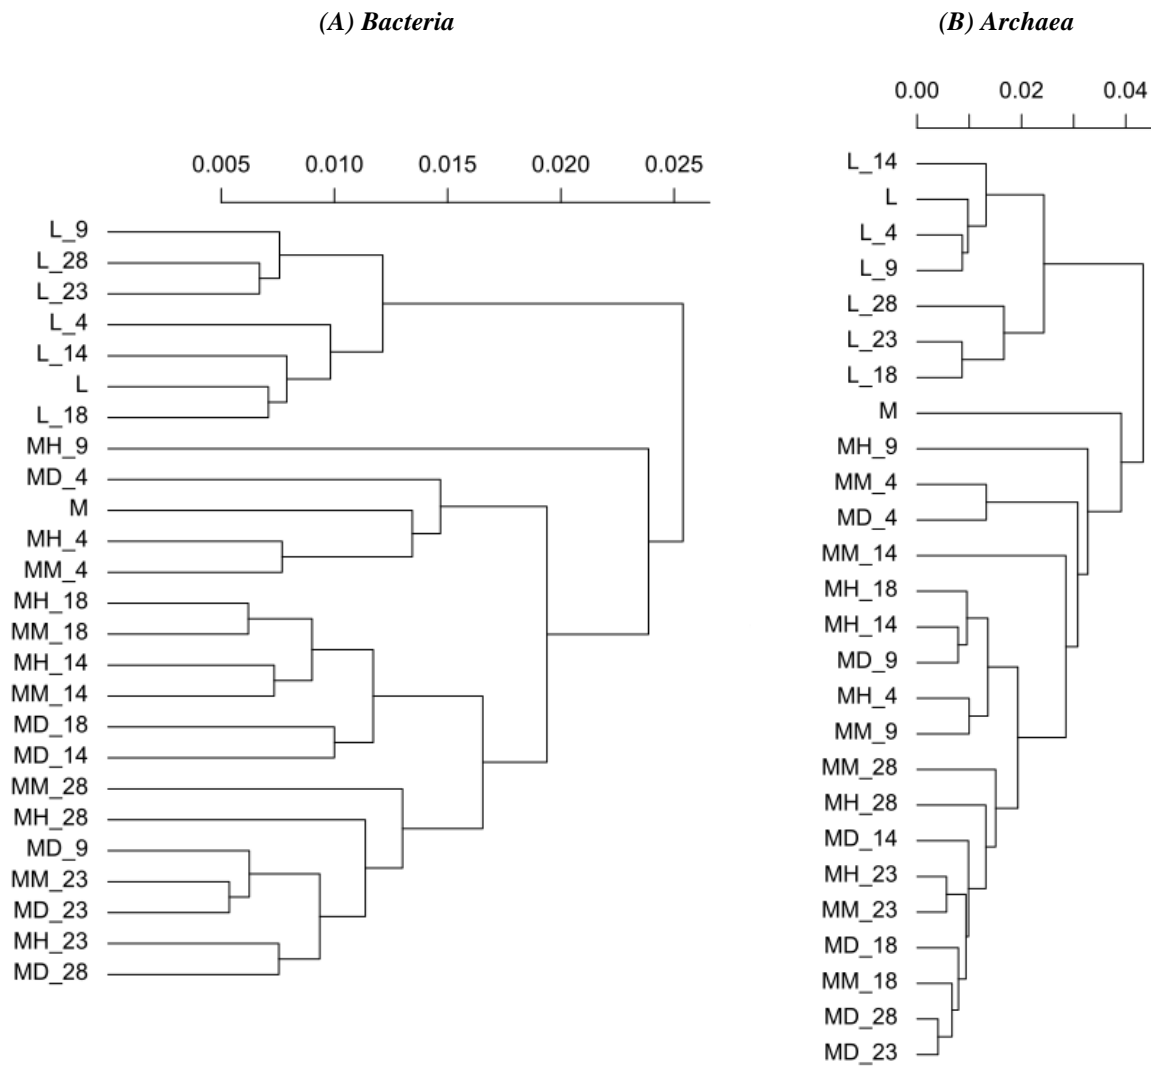 (A) Bacteria
0.005 0.010 0.015 0.020 0.025
L_9
L_28
L_23
L_4
L_14
L
L_18
MH_9
MD_4
M
MH_4
MM_4
MH_18
MM_18
MH_14
MM_14
MD_18
MD_14
MM_28
MH_28
MD_9
MM_23
MD_23
MH_23
MD_28
(B) Archaea
0.00 0.02 0.04
L_14
L
L_4
L_9
L_28
L_23
L_18
M
MH_9
MM_4
MD_4
MM_14
MH_18
MH_14
MD_9
MH_4
MM_9
MM_28
MH_28
MD_14
MH_23
MM_23
MD_18
MM_18
MD_28
MD_23